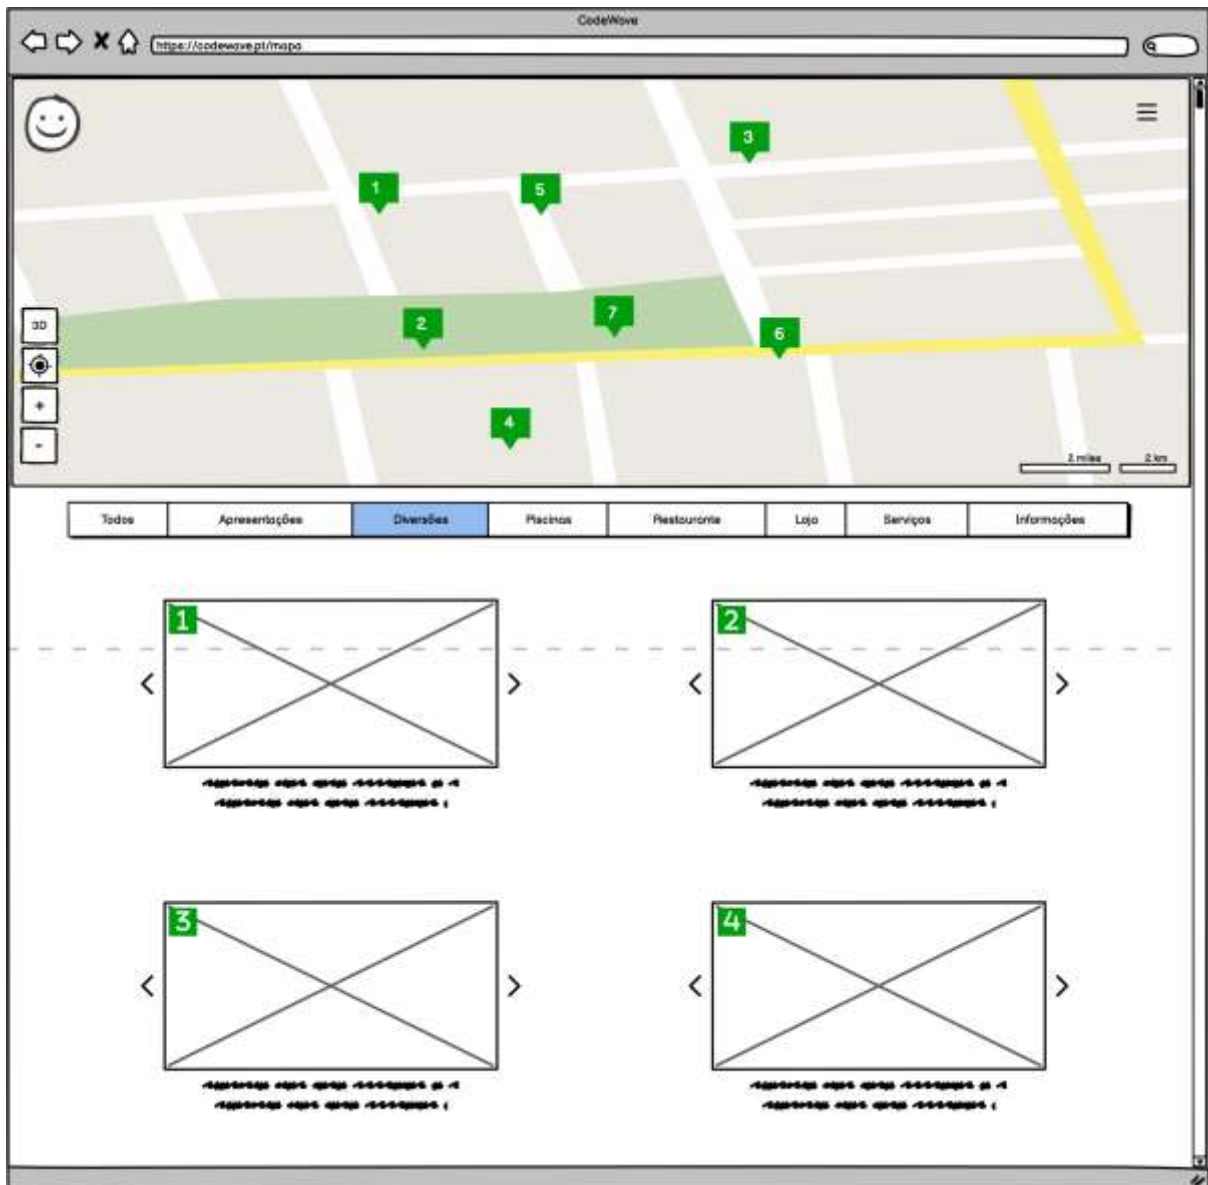 CodeWave
https://codewave.pt/mapa
3
1
5
3D
2
7
6
+
4
-
2 miles 2 km
Todos Apresentações Diversões Piscinas Restaurante Loja Serviços Informações
1 2
3 4